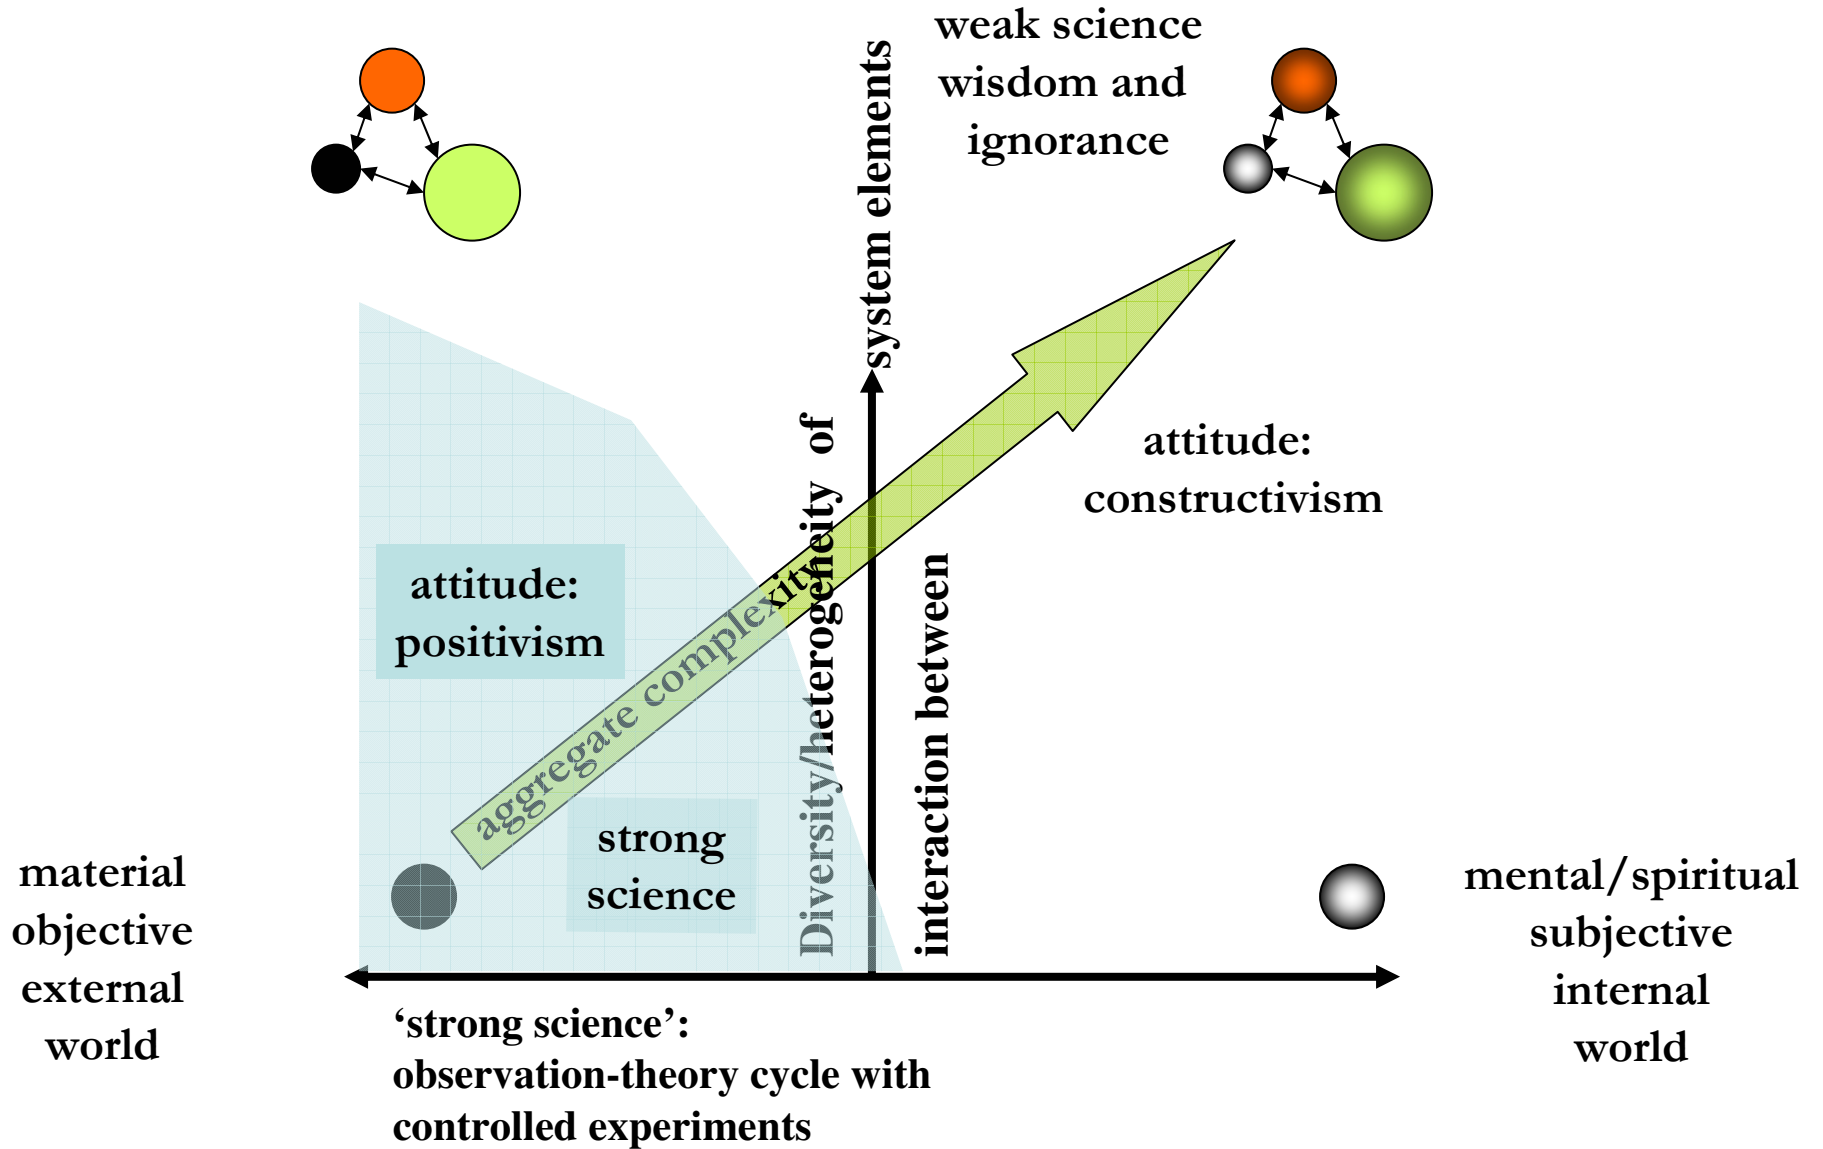 weak science
wisdom and
ignorance
system elements
Diversity/heterogeneity of
interaction between
attitude:
constructivism
attitude:
positivism
aggregate complexity
strong
science
material
objective
external
world
mental/spiritual
subjective
internal
world
‘strong science’:
observation-theory cycle with
controlled experiments